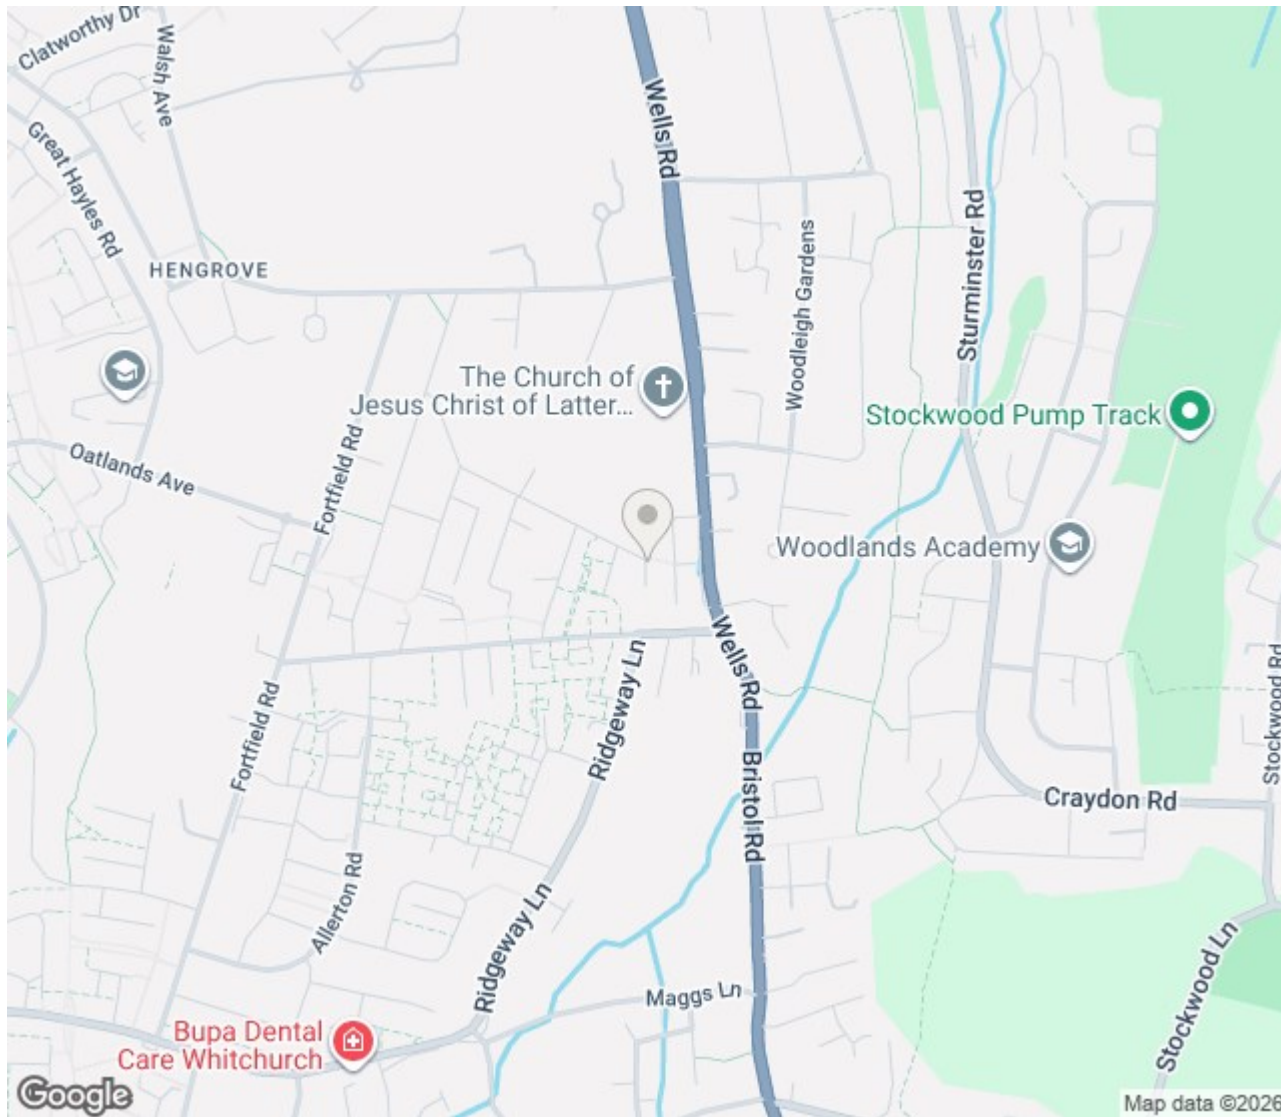 Clatworthy Dr
Walsh Ave
Wells Rd
Great Hayles Rd
HENGROVE
Sturminster Rd
Woodleigh Gardens
The Church of
Jesus Christ of Latter...
Stockwood Pump Track
Oatlands Ave
Fortfield Rd
Woodlands Academy
Wells Rd
Ridgeway Ln
Fortfield Rd
Stockwood Rd
Bristol Rd
Craydon Rd
Allerton Rd
Ridgeway Ln
Stockwood Ln
Maggs Ln
Bupa Dental
Care Whitchurch
Google
Map data ©2026